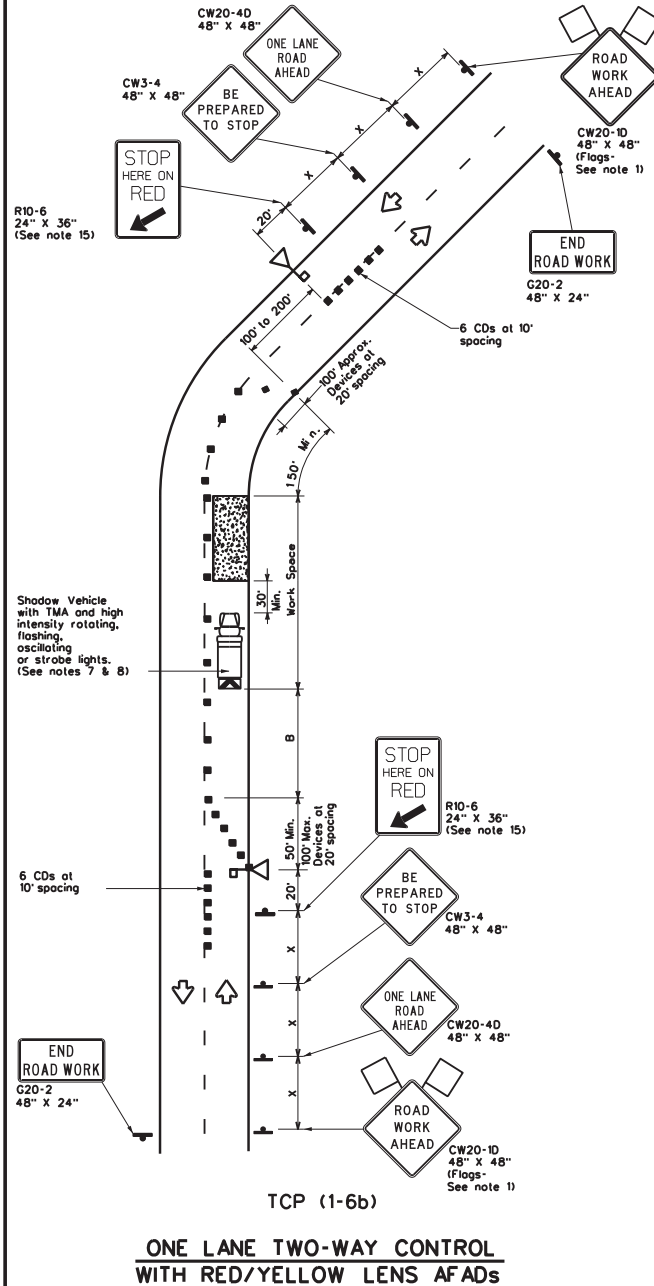 CW20-4D
48" X 48"
ONE LANE
ROAD
AHEAD
CW3-4
48" X 48"
BE
PREPARED
TO STOP
ROAD
WORK
AHEAD
CW20-1D
48" X 48"
(Flags-
See note 1)
STOP
HERE ON
RED
R10-6
24" X 36"
(See note 15)
X
X
X
20'
END
ROAD WORK
G20-2
48" X 24"
100' to 200'
6 CDs at 10'
spacing
100' Approx.
Devices at
20' spacing
150' Min.
Work Space
30'
Min.
Shadow Vehicle
with TMA and high
intensity rotating,
flashing,
oscillating
or strobe lights.
(See notes 7 & 8)
B
STOP
HERE ON
RED
R10-6
24" X 36"
(See note 15)
50' Min.
100' Max.
Devices at
20' spacing
20'
6 CDs at
10' spacing
BE
PREPARED
TO STOP
CW3-4
48" X 48"
X
X
X
ONE LANE
ROAD
AHEAD
CW20-4D
48" X 48"
END
ROAD WORK
G20-2
48" X 24"
ROAD
WORK
AHEAD
CW20-1D
48" X 48"
(Flags-
See note 1)
TCP (1-6b)
ONE LANE TWO-WAY CONTROL
WITH RED/YELLOW LENS AFADs